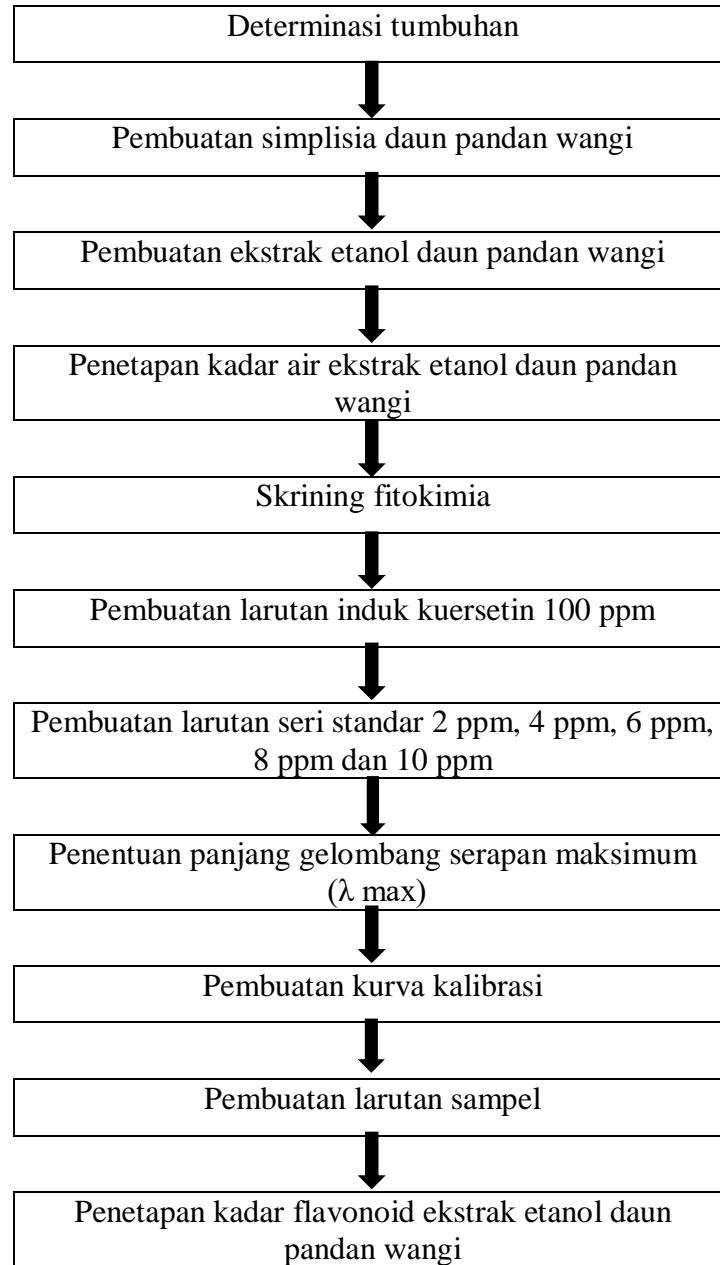 Determinasi tumbuhan
Pembuatan simplisia daun pandan wangi
Pembuatan ekstrak etanol daun pandan wangi
Penetapan kadar air ekstrak etanol daun pandan
wangi
Skrining fitokimia
Pembuatan larutan induk kuersetin 100 ppm
Pembuatan larutan seri standar 2 ppm, 4 ppm, 6 ppm,
8 ppm dan 10 ppm
Penentuan panjang gelombang serapan maksimum
(λ max)
Pembuatan kurva kalibrasi
Pembuatan larutan sampel
Penetapan kadar flavonoid ekstrak etanol daun
pandan wangi